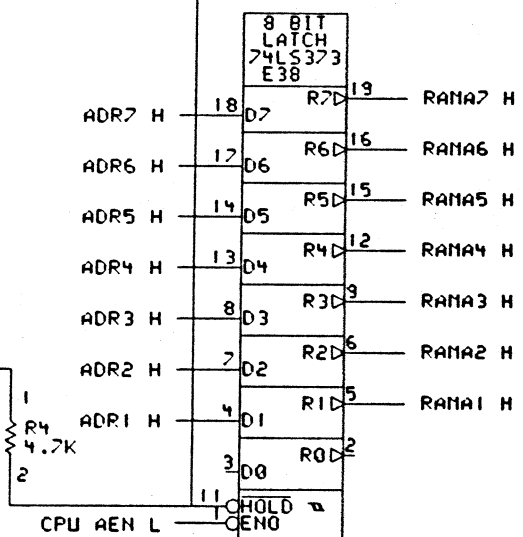 8 BIT
LATCH
74LS373
E38
ADR7 H 18 D7 R7 19 RAMA7 H
ADR6 H 17 D6 R6 16 RAMA6 H
ADR5 H 14 D5 R5 15 RAMA5 H
ADR4 H 13 D4 R4 12 RAMA4 H
ADR3 H 8 D3 R3 9 RAMA3 H
ADR2 H 7 D2 R2 6 RAMA2 H
ADR1 H 4 D1 R1 5 RAMA1 H
3 D0 R0 2
1
R4
4.7K
2
11 HOLD
CPU AEN L 1 EN0